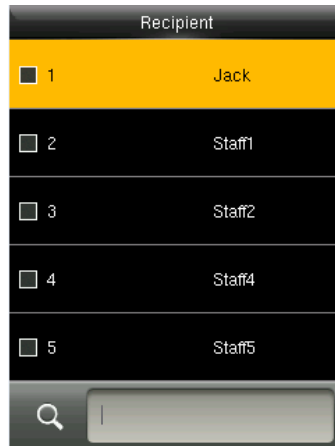 Recipient
1 Jack
2 Staff1
3 Staff2
4 Staff4
5 Staff5